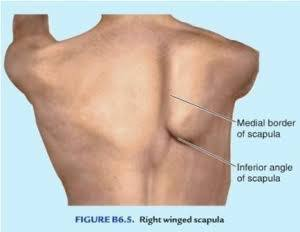 Medial border
of scapula
Inferior angle
of scapula
FIGURE B6.5. Right winged scapula